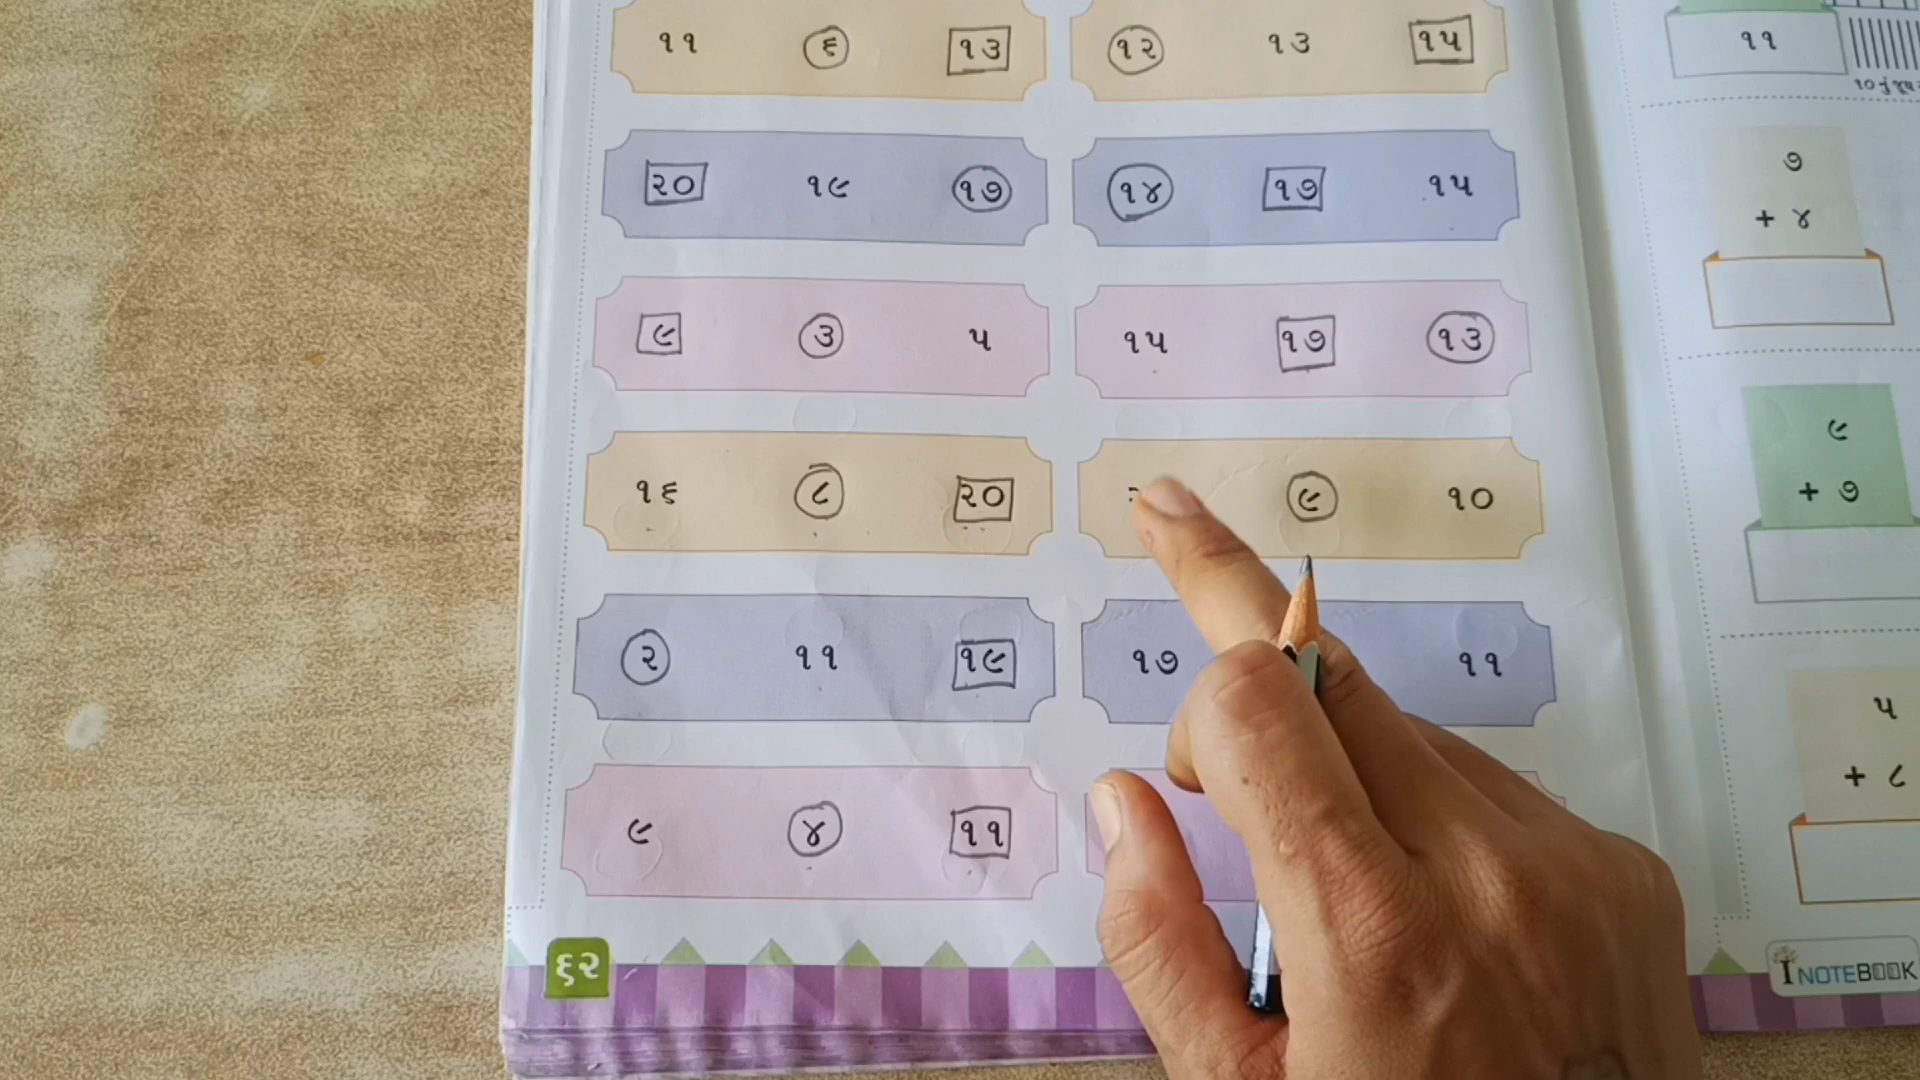 ૧૧ ૬ ૧૩ ૧૨ ૧૩ ૧૫
૨૦ ૧૯ ૧૭ ૧૪ ૧૭ ૧૫
૯ ૩ ૫ ૧૫ ૧૭ ૧૩
૧૬ ૮ ૨૦ ૯ ૧૦
૨ ૧૧ ૧૯ ૧૭ ૧૧
૯ ૪ ૧૧
૬૨
૧૧
૭
+ ૪
૯
+ ૭
૫
+ ૮
iNOTEBOOK